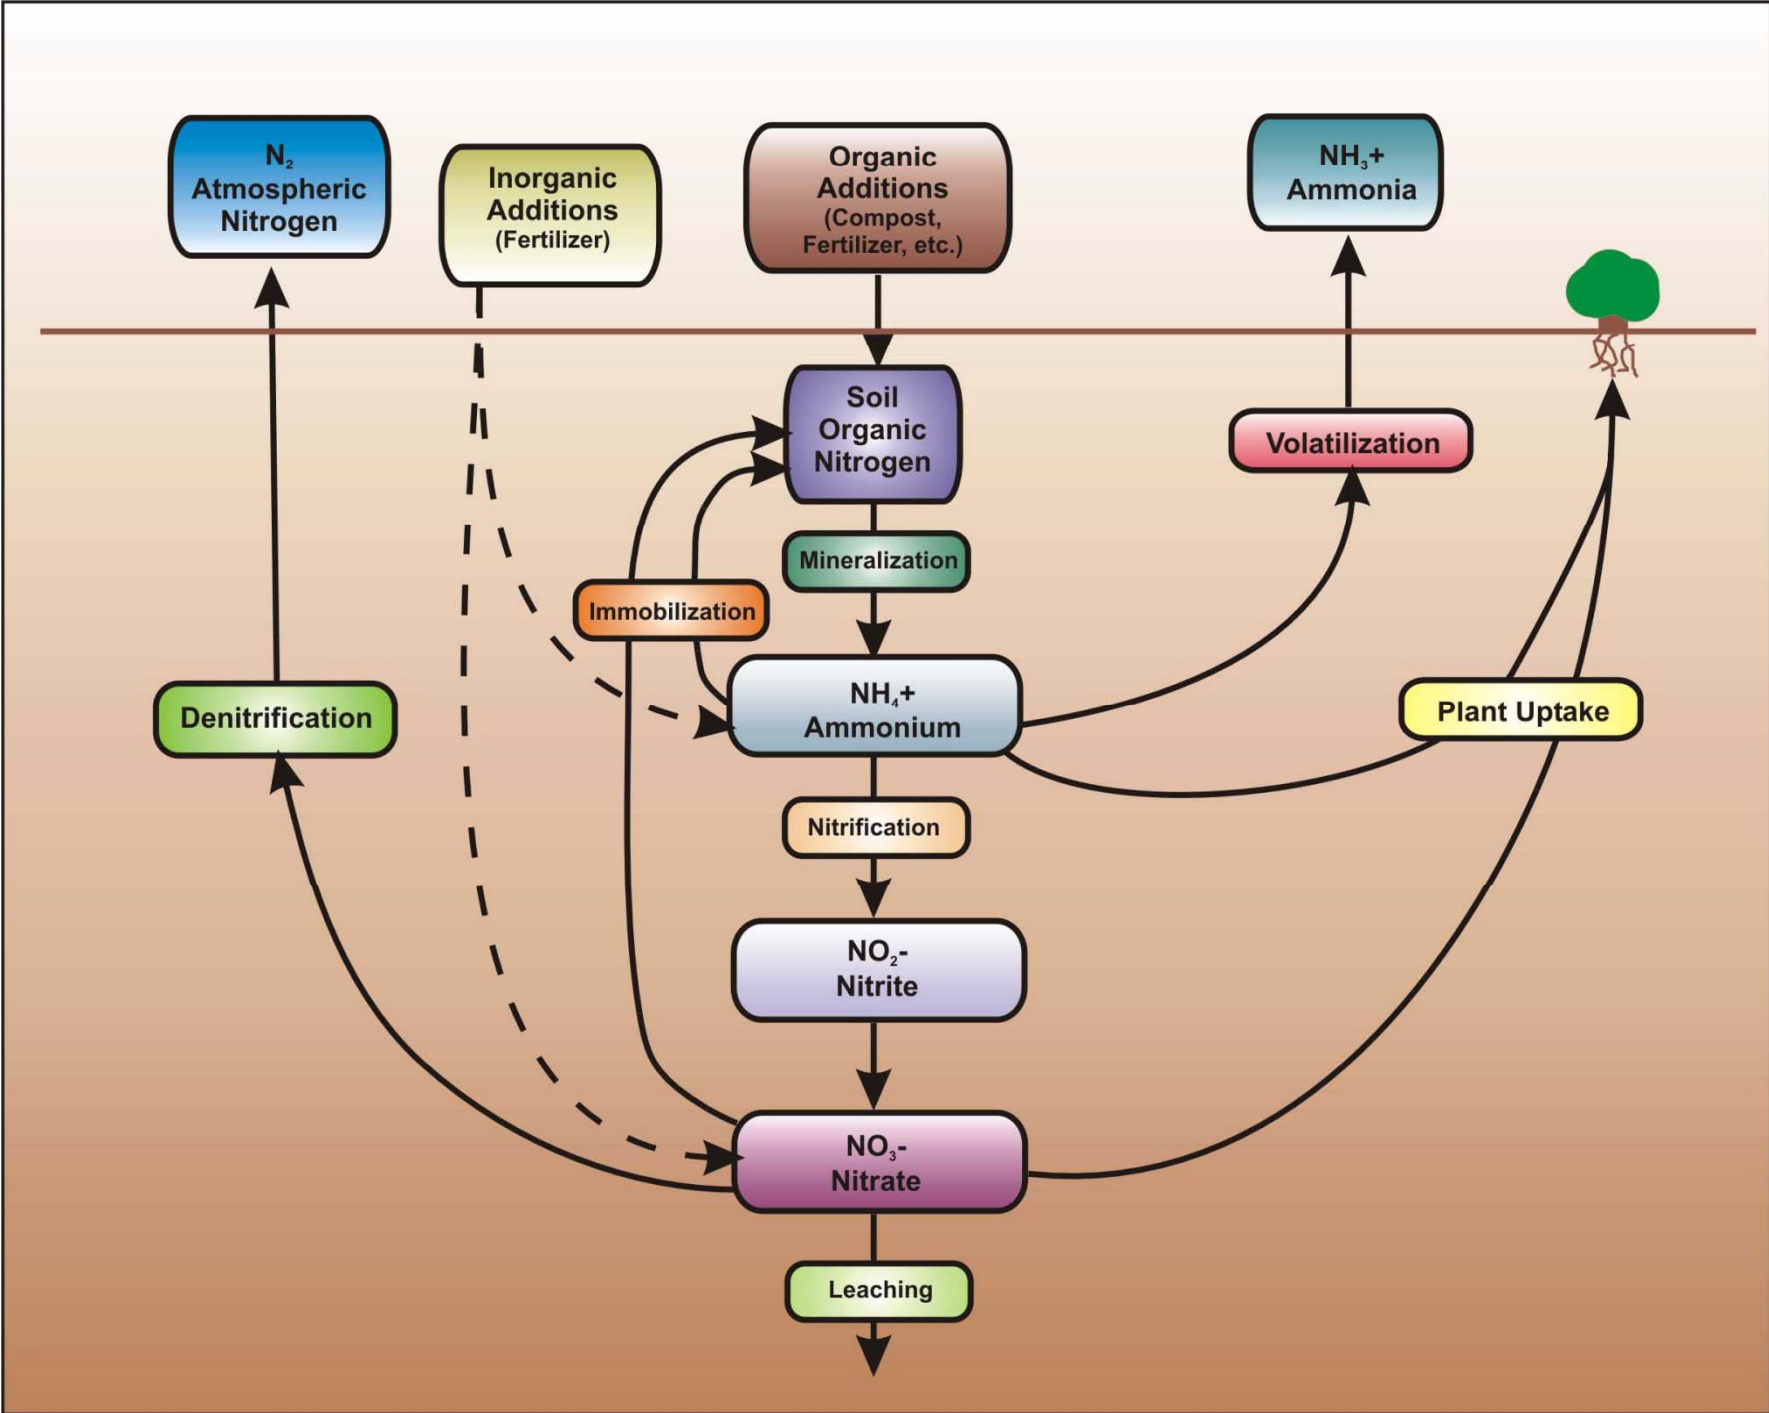 N₂
Atmospheric
Nitrogen
Inorganic
Additions
(Fertilizer)
Organic
Additions
(Compost,
Fertilizer, etc.)
NH₃+
Ammonia
Soil
Organic
Nitrogen
Volatilization
Mineralization
Immobilization
NH₄+
Ammonium
Denitrification
Plant Uptake
Nitrification
NO₂-
Nitrite
NO₃-
Nitrate
Leaching